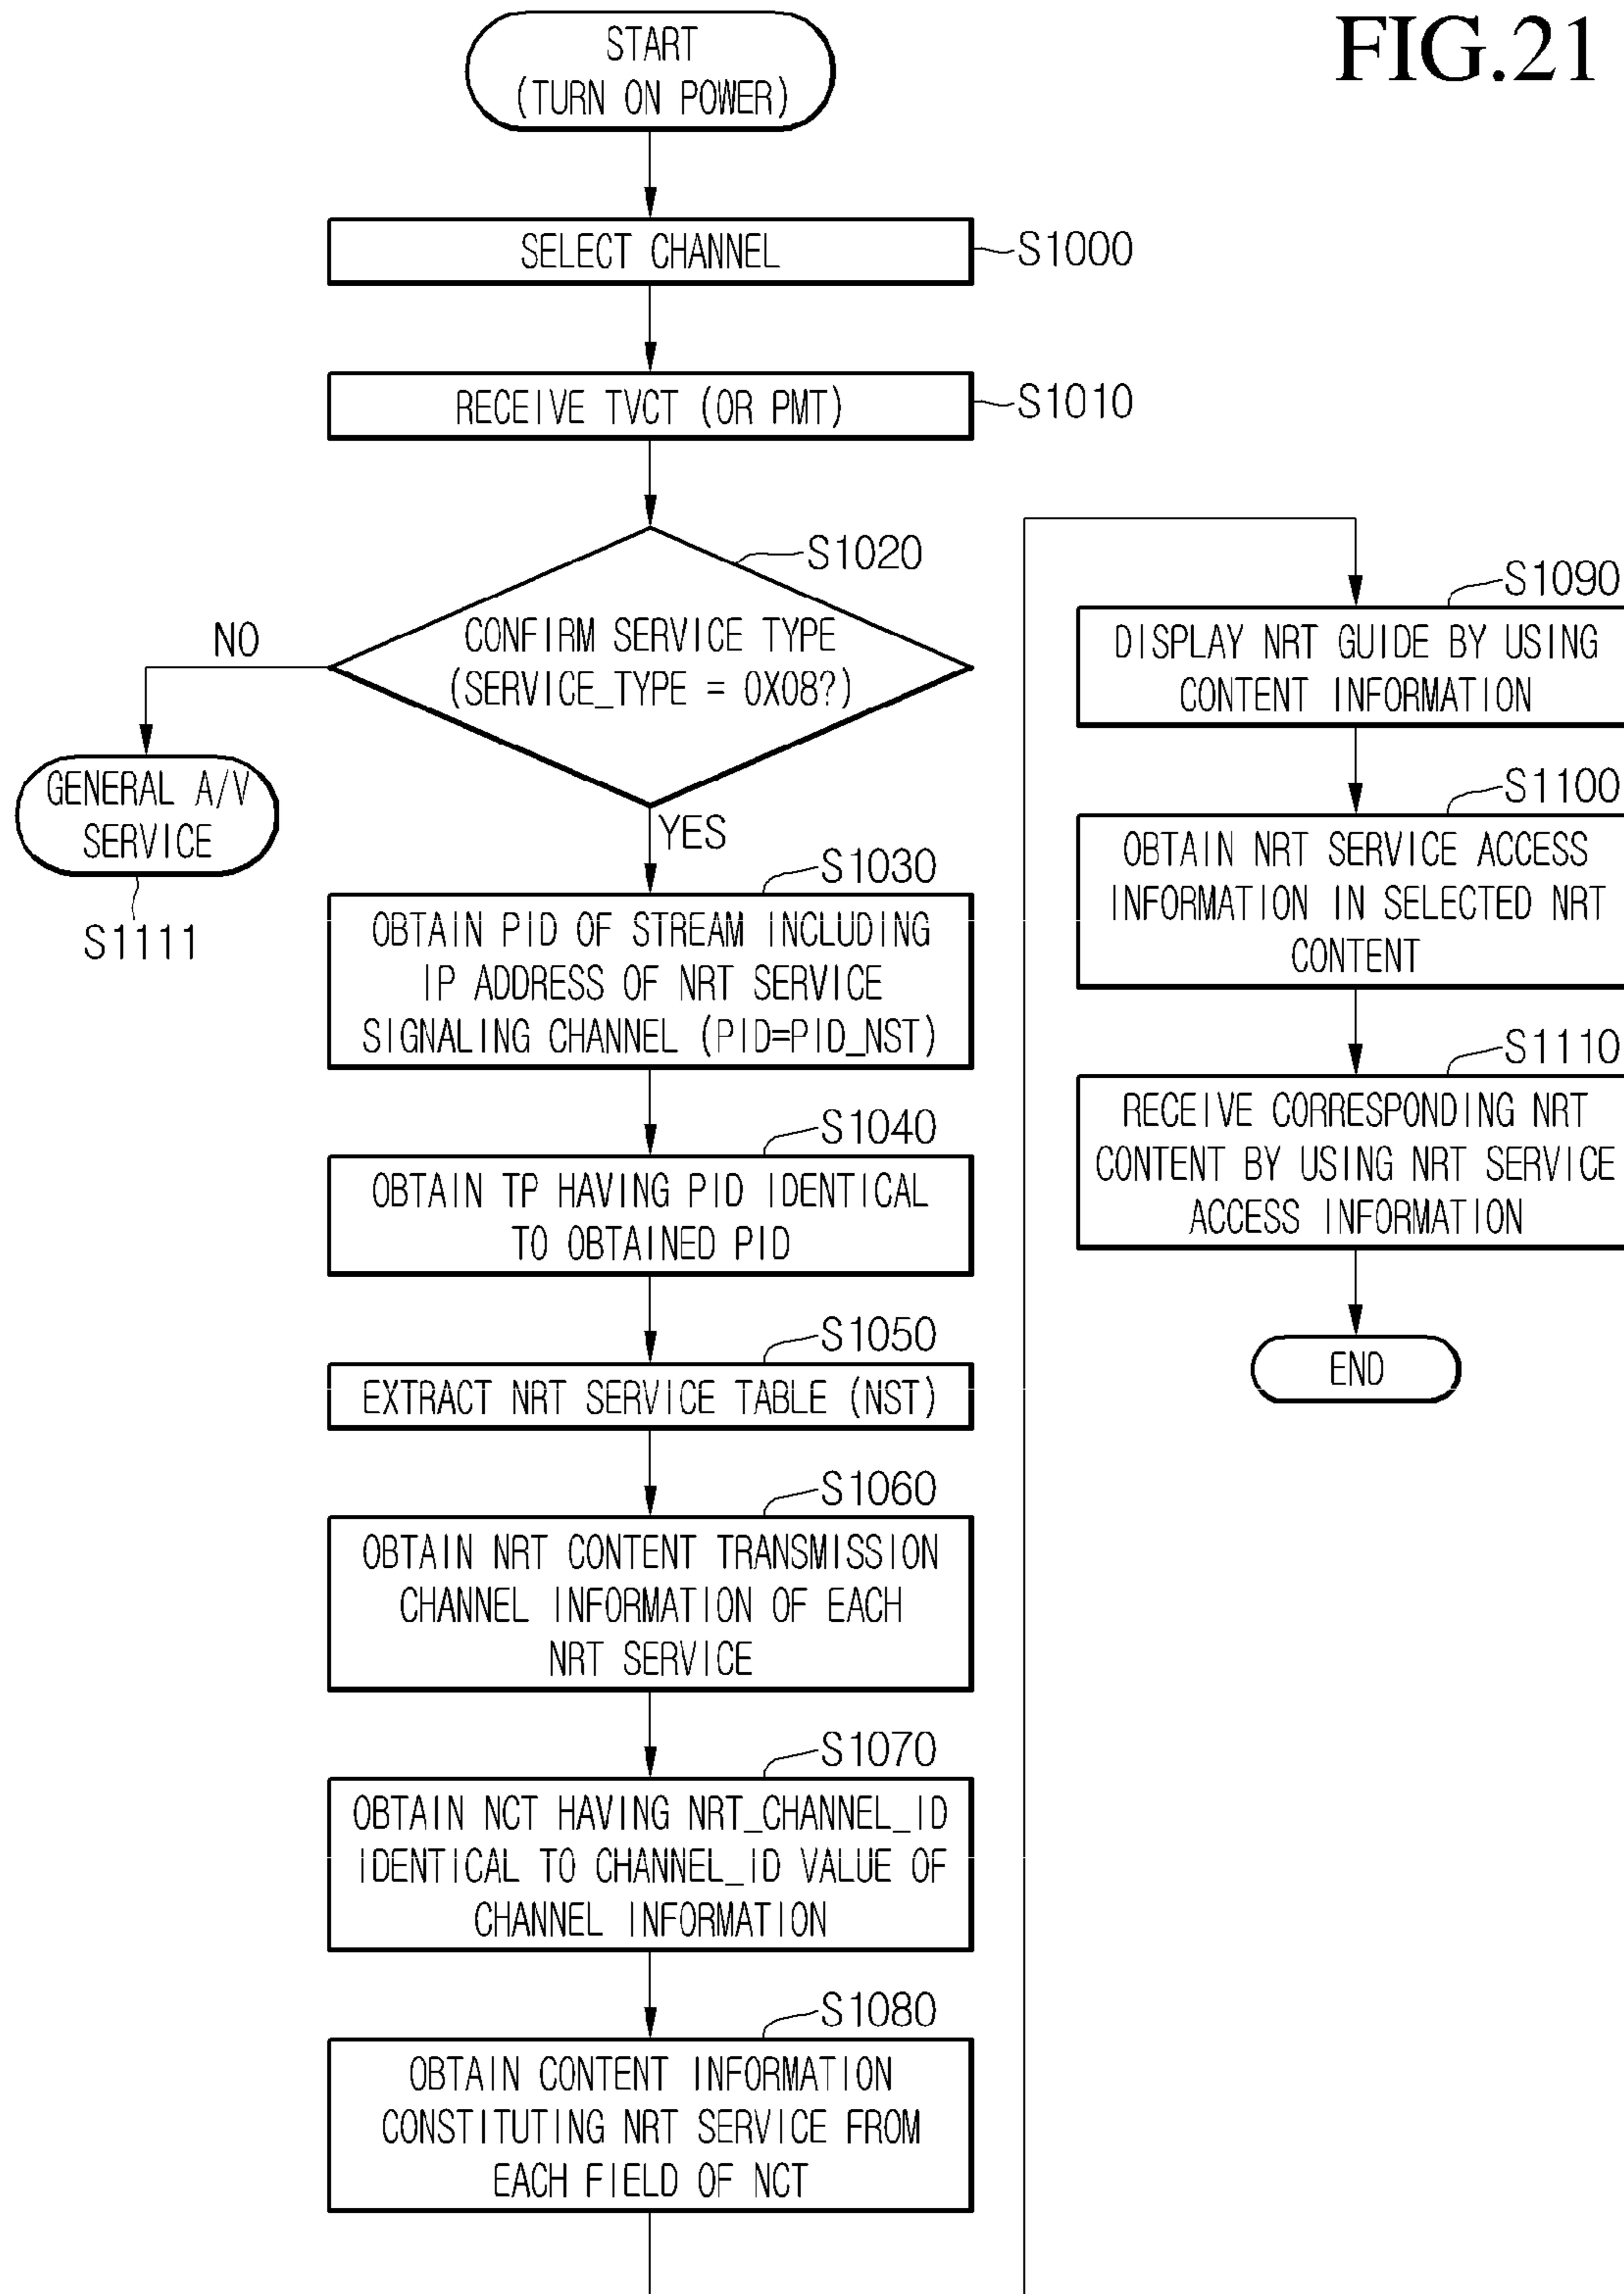 FIG.21
START
(TURN ON POWER)
SELECT CHANNEL
S1000
RECEIVE TVCT (OR PMT)
S1010
S1020
CONFIRM SERVICE TYPE
(SERVICE_TYPE = 0X08?)
NO
GENERAL A/V
SERVICE
S1111
YES
S1030
OBTAIN PID OF STREAM INCLUDING
IP ADDRESS OF NRT SERVICE
SIGNALING CHANNEL (PID=PID_NST)
S1040
OBTAIN TP HAVING PID IDENTICAL
TO OBTAINED PID
S1050
EXTRACT NRT SERVICE TABLE (NST)
S1060
OBTAIN NRT CONTENT TRANSMISSION
CHANNEL INFORMATION OF EACH
NRT SERVICE
S1070
OBTAIN NCT HAVING NRT_CHANNEL_ID
IDENTICAL TO CHANNEL_ID VALUE OF
CHANNEL INFORMATION
S1080
OBTAIN CONTENT INFORMATION
CONSTITUTING NRT SERVICE FROM
EACH FIELD OF NCT
S1090
DISPLAY NRT GUIDE BY USING
CONTENT INFORMATION
S1100
OBTAIN NRT SERVICE ACCESS
INFORMATION IN SELECTED NRT
CONTENT
S1110
RECEIVE CORRESPONDING NRT
CONTENT BY USING NRT SERVICE
ACCESS INFORMATION
END